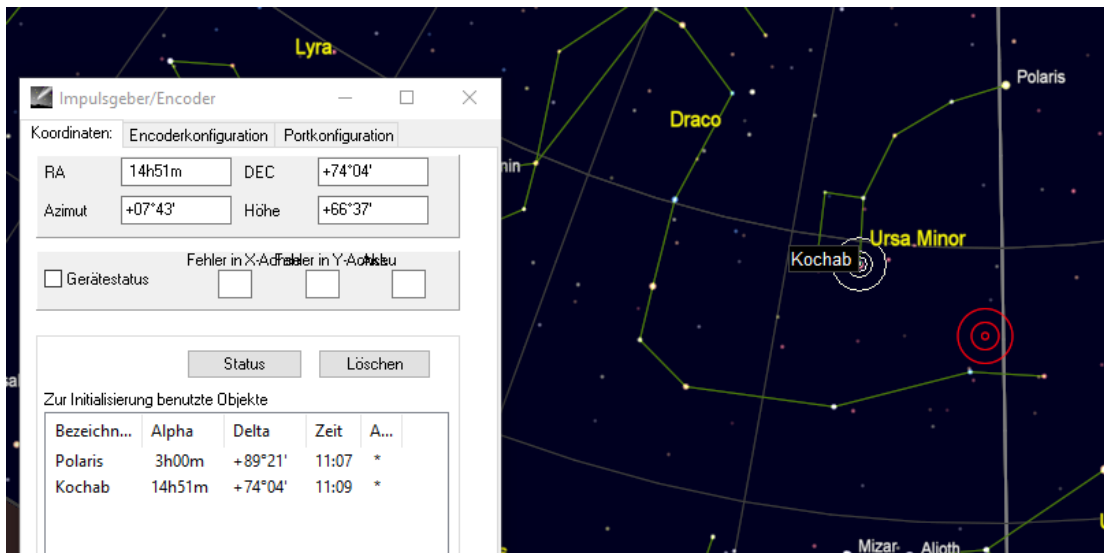 Lyra
Polaris
Impulsgeber/Encoder
Draco
Koordinaten:
Encoderkonfiguration
Portkonfiguration
RA
14h51m
DEC
+74°04'
Azimut
+07°43'
Höhe
+66°37'
Ursa Minor
Kochab
Gerätestatus
Status
Löschen
Zur Initialisierung benutzte Objekte
Bezeichn... Alpha Delta Zeit A...
Polaris 3h00m +89°21' 11:07 *
Kochab 14h51m +74°04' 11:09 *
Mizar
Alioth